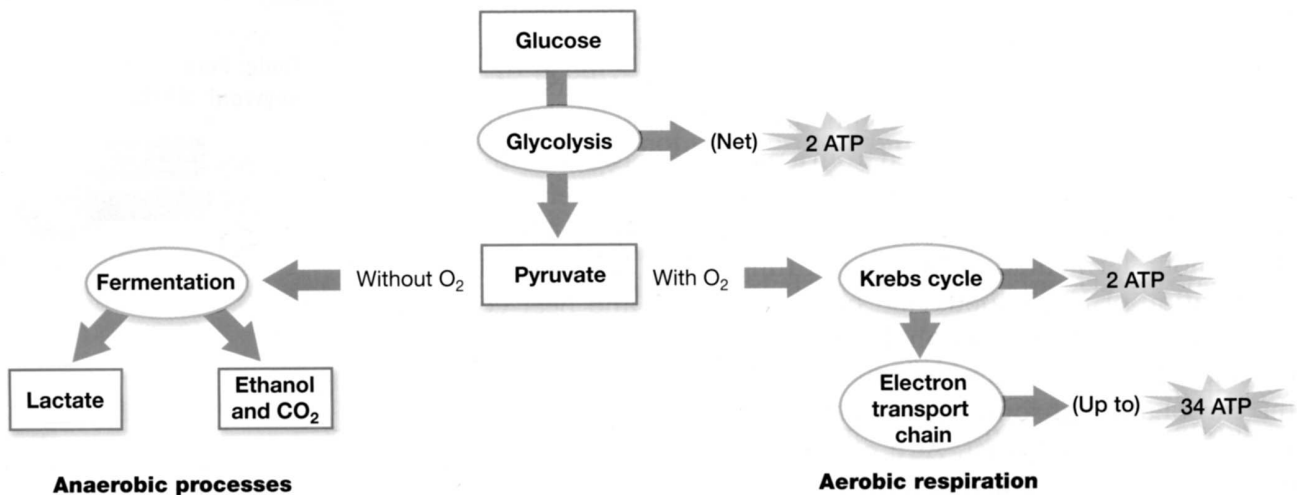 Glucose
Glycolysis
(Net)
2 ATP
Fermentation
Without O₂
Pyruvate
With O₂
Krebs cycle
2 ATP
Lactate
Ethanol
and CO₂
Electron
transport
chain
(Up to)
34 ATP
Anaerobic processes
Aerobic respiration